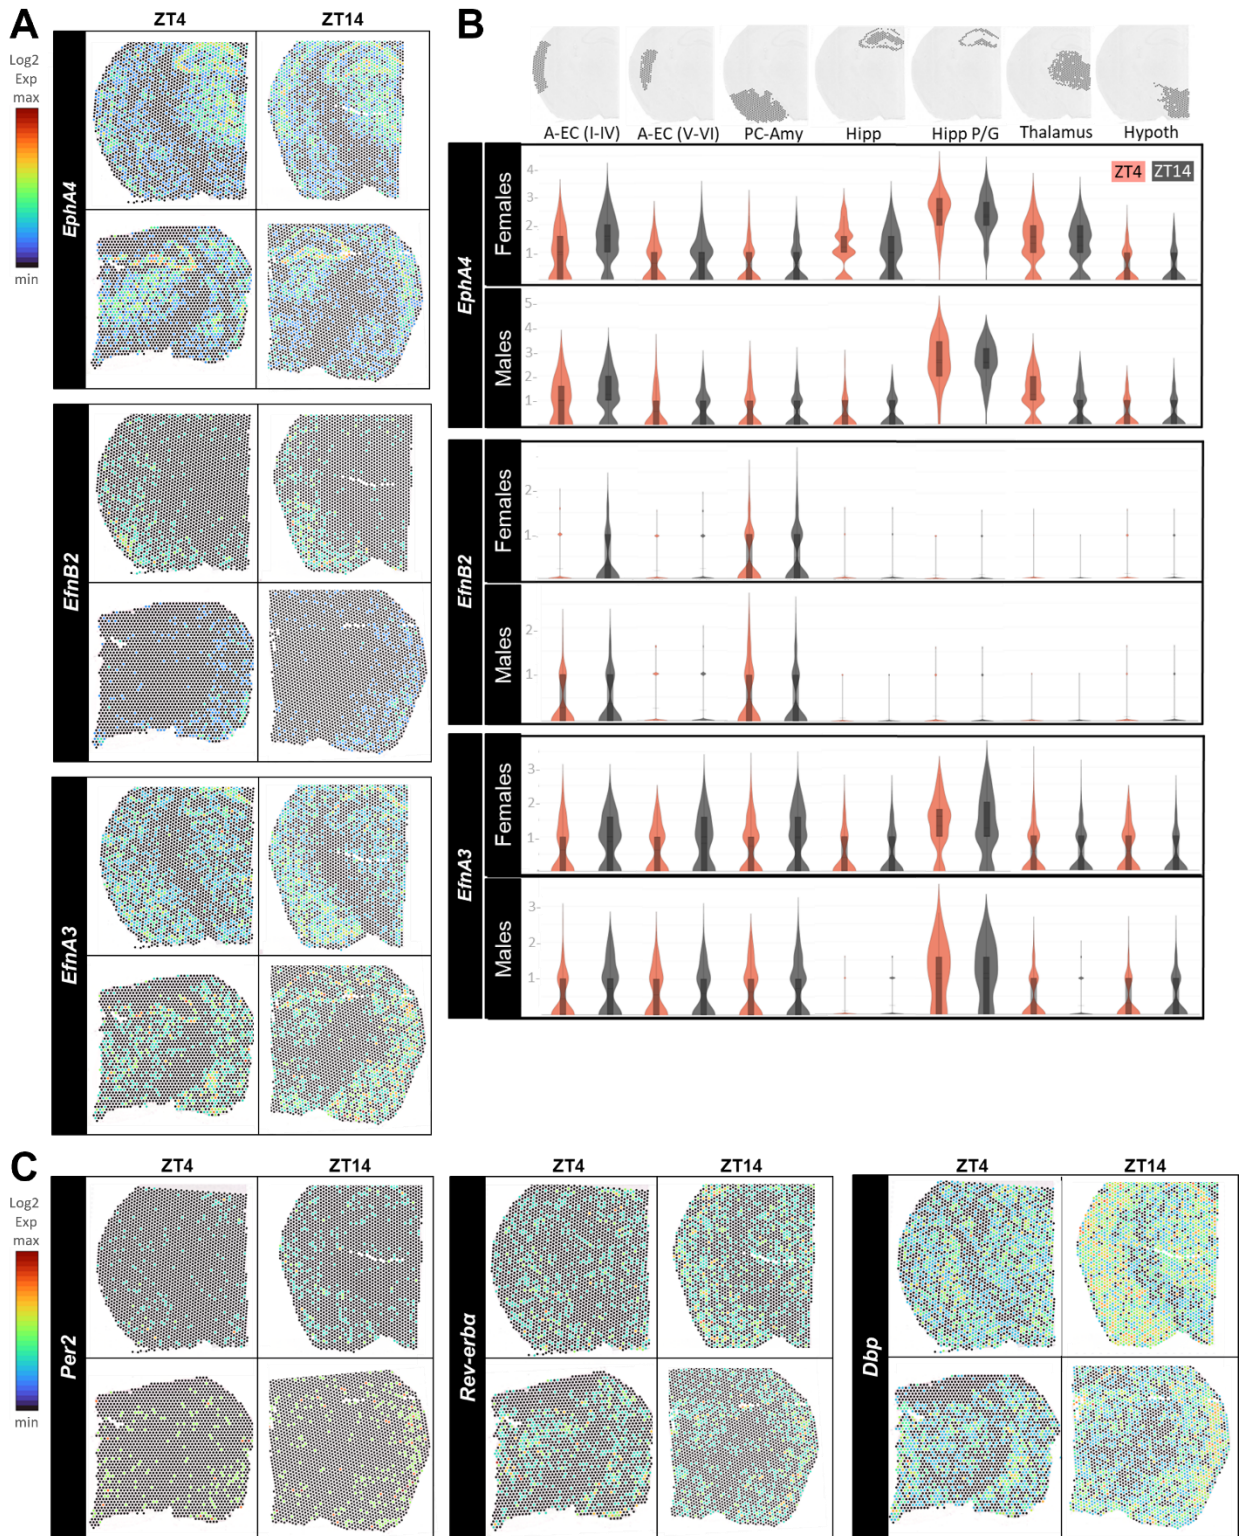 A
ZT4
ZT14
Log2
Exp
max
min
EphA4
EfnB2
EfnA3
B
A-EC (I-IV)
A-EC (V-VI)
PC-Amy
Hipp
Hipp P/G
Thalamus
Hypoth
EphA4
Females
4-
3-
2-
1-
ZT4
ZT14
Males
5-
4-
3-
2-
1-
EfnB2
Females
2-
1-
Males
2-
1-
EfnA3
Females
3-
2-
1-
Males
3-
2-
1-
C
Log2
Exp
max
min
ZT4
ZT14
Per2
ZT4
ZT14
Rev-erbα
ZT4
ZT14
Dbp